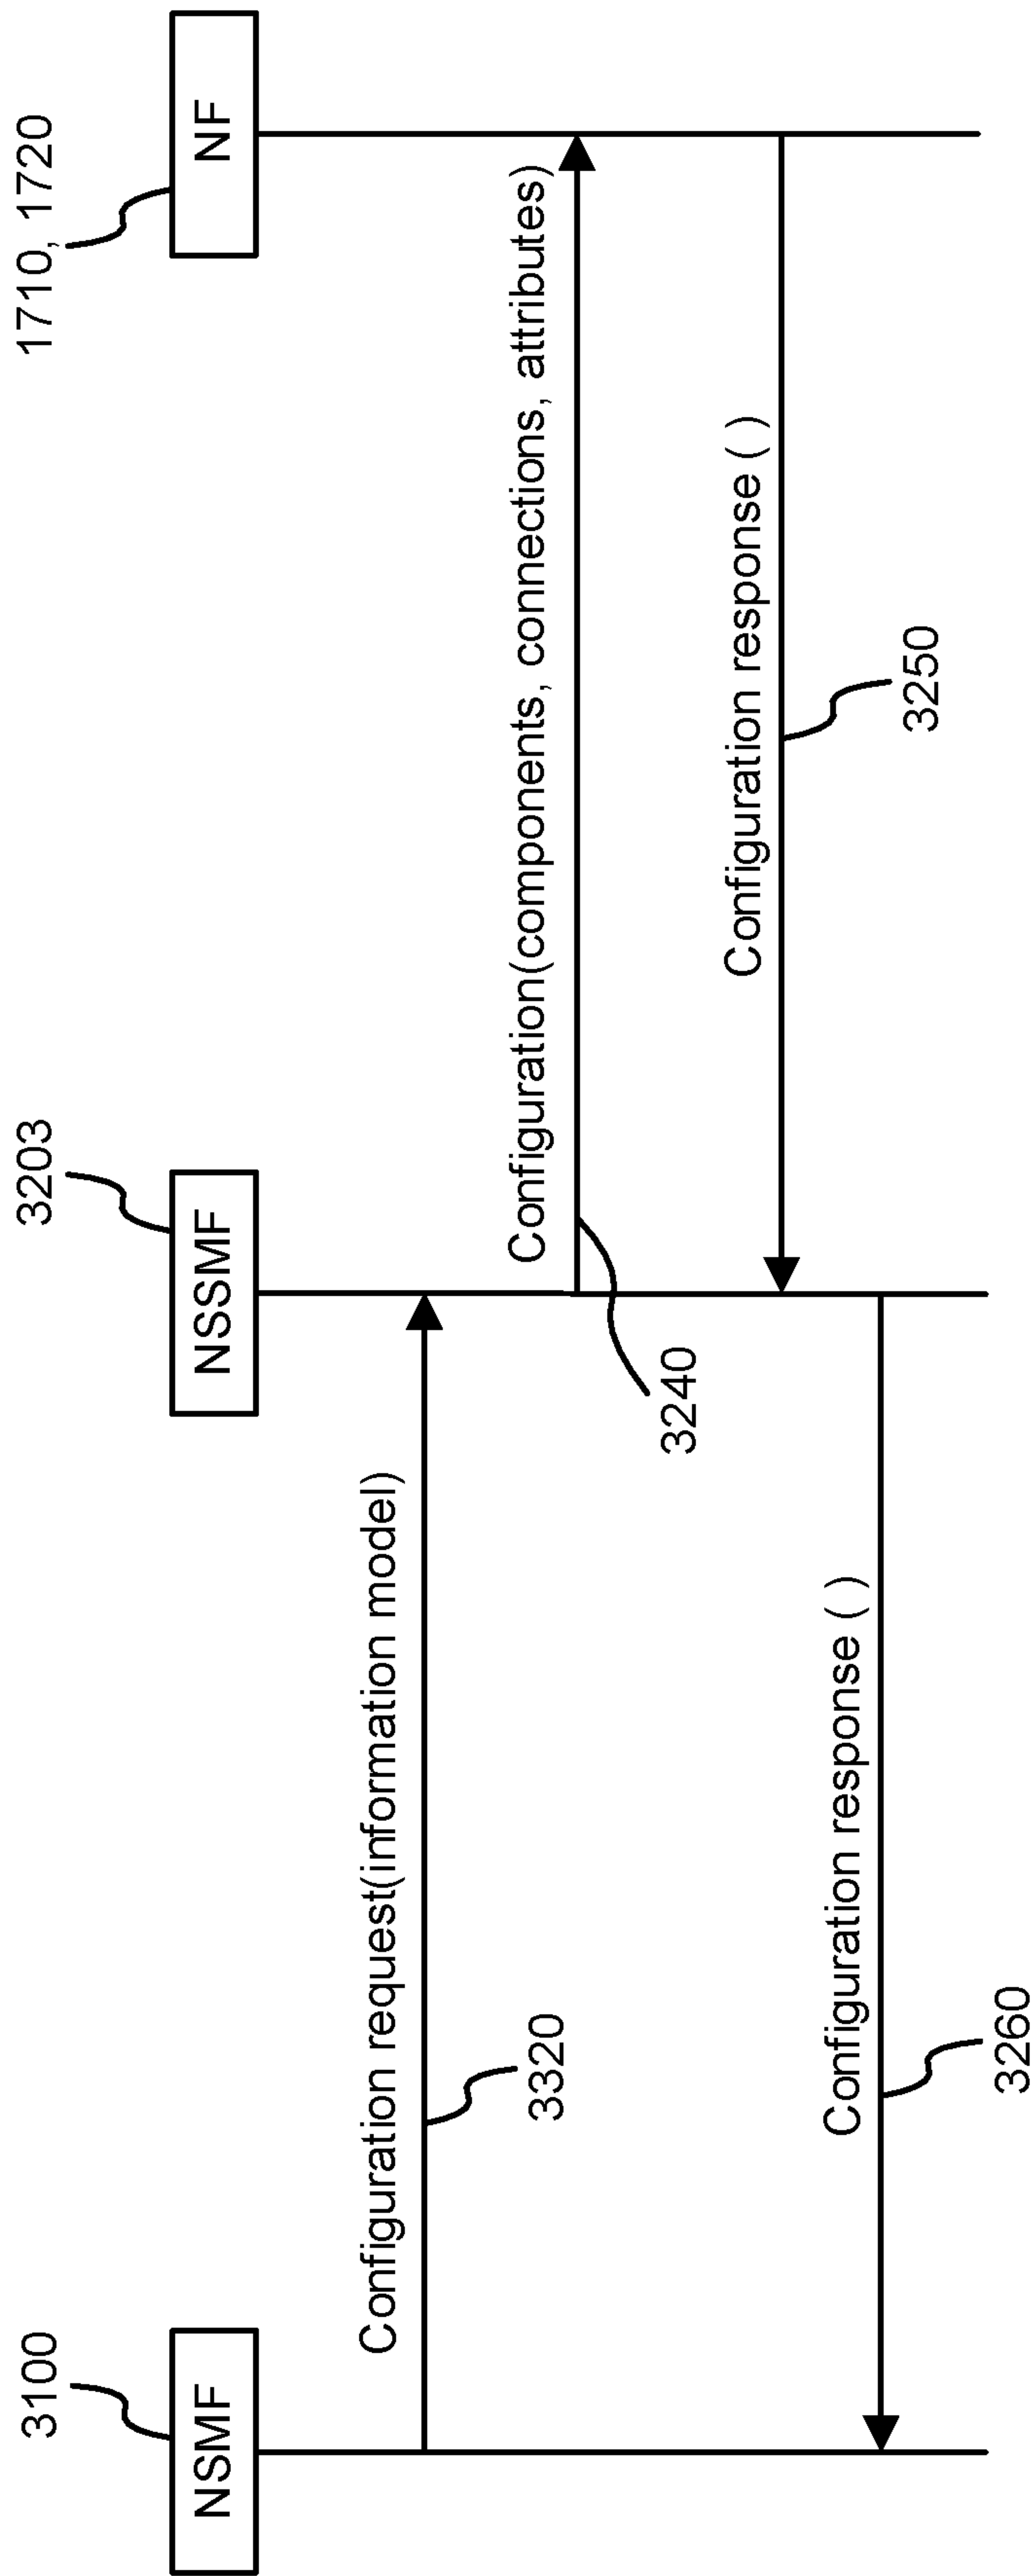 3100
3203
1710, 1720
NSMF
NSSMF
NF
Configuration request(information model)
3320
Configuration(components, connections, attributes)
3240
Configuration response ( )
3250
Configuration response ( )
3260